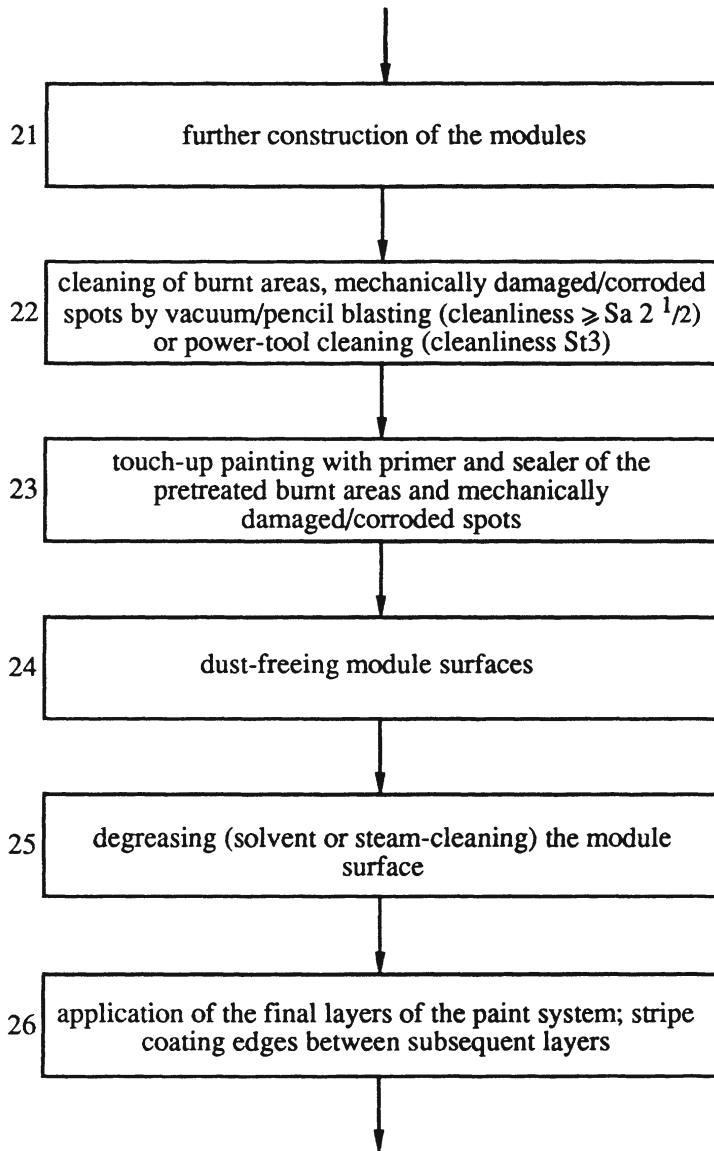 21
further construction of the modules
cleaning of burnt areas, mechanically damaged/corroded
22
spots by vacuum/pencil blasting (cleanliness ⩾ Sa 2 1/2)
or power-tool cleaning (cleanliness St3)
touch-up painting with primer and sealer of the
23
pretreated burnt areas and mechanically
damaged/corroded spots
24
dust-freeing module surfaces
25
degreasing (solvent or steam-cleaning) the module
surface
26
application of the final layers of the paint system; stripe
coating edges between subsequent layers